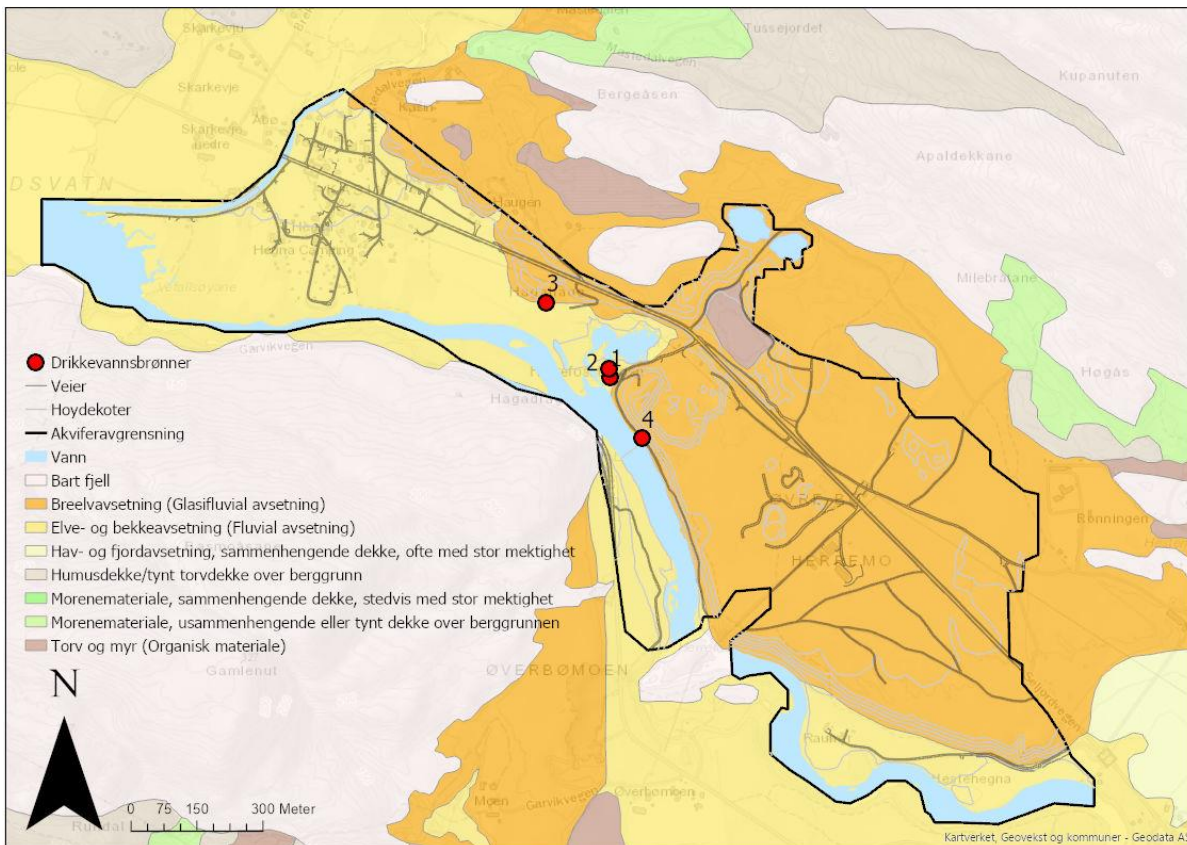 Skarkevje
Tussejordet
Mosfedalvegen
Kupanuten
Bergeåsen
Skarkevje
Skarkevje
nedre
Åbø
Apaldekkane
DSVATN
Haugen
Milebråtane
3
Garvikvegen
2 1
Høgås
4
Drikkevannsbrønner
Veier
Hoydekoter
Akviferavgrensning
Vann
Bart fjell
Breelvavsetning (Glasifluvial avsetning)
Elve- og bekkeavsetning (Fluvial avsetning)
Hav- og fjordavsetning, sammenhengende dekke, ofte med stor mektighet
Humusdekke/tynt torvdekke over berggrunn
Morenemateriale, sammenhengende dekke, stedvis med stor mektighet
Morenemateriale, usammenhengende eller tynt dekke over berggrunnen
Torv og myr (Organisk materiale)
Rønningen
HERREMO
Gamlenut
ØVERBØMOEN
N
Hestehegna
0 75 150 300 Meter
Moen
Garvikvegen
Øverbømoen
Kartverket, Geovekst og kommuner - Geodata AS